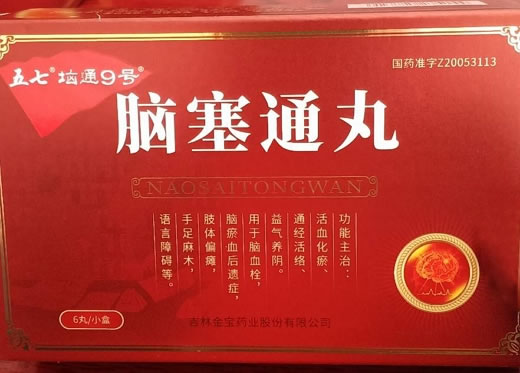 五七® 垴通9号®
国药准字Z20053113
脑塞通丸
NAOSAITONGWAN
功能主治：
活血化瘀、
通经活络、
益气养阴。
用于脑血栓，
脑瘀血后遗症，
肢体偏瘫，
手足麻木，
语言障碍等。
6丸/小盒
吉林金宝药业股份有限公司